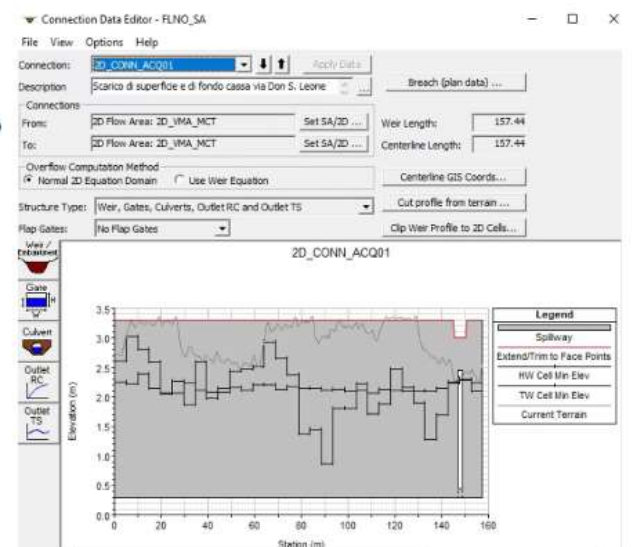 Connection Data Editor - FLNO_SA
File View Options Help
Connection: 2D_CONN_ACQ01 Apply Data
Description Scarico di superficie e di fondo cassa via Don S. Leone ... Breach (plan data) ...
Connections
From: 2D Flow Area: 2D_VMA_MCT Set SA/2D ... Weir Length: 157.44
To: 2D Flow Area: 2D_VMA_MCT Set SA/2D ... Centerline Length: 157.44
Overflow Computation Method
Normal 2D Equation Domain Use Weir Equation Centerline GIS Coords...
Structure Type: Weir, Gates, Culverts, Outlet RC and Outlet TS Cut profile from terrain ...
Flap Gates: No Flap Gates Clip Weir Profile to 2D Cells...
Weir / Embankment
Gate
H
W
Culvert
Outlet RC
Outlet TS
2D_CONN_ACQ01
3.5
3.0
2.5
2.0
1.5
1.0
0.5
0.0
Elevation (m)
0 20 40 60 80 100 120 140 160
Station (m)
Legend
Spillway
Extend/Trim to Face Points
HW Cell Min Elev
TW Cell Min Elev
Current Terrain